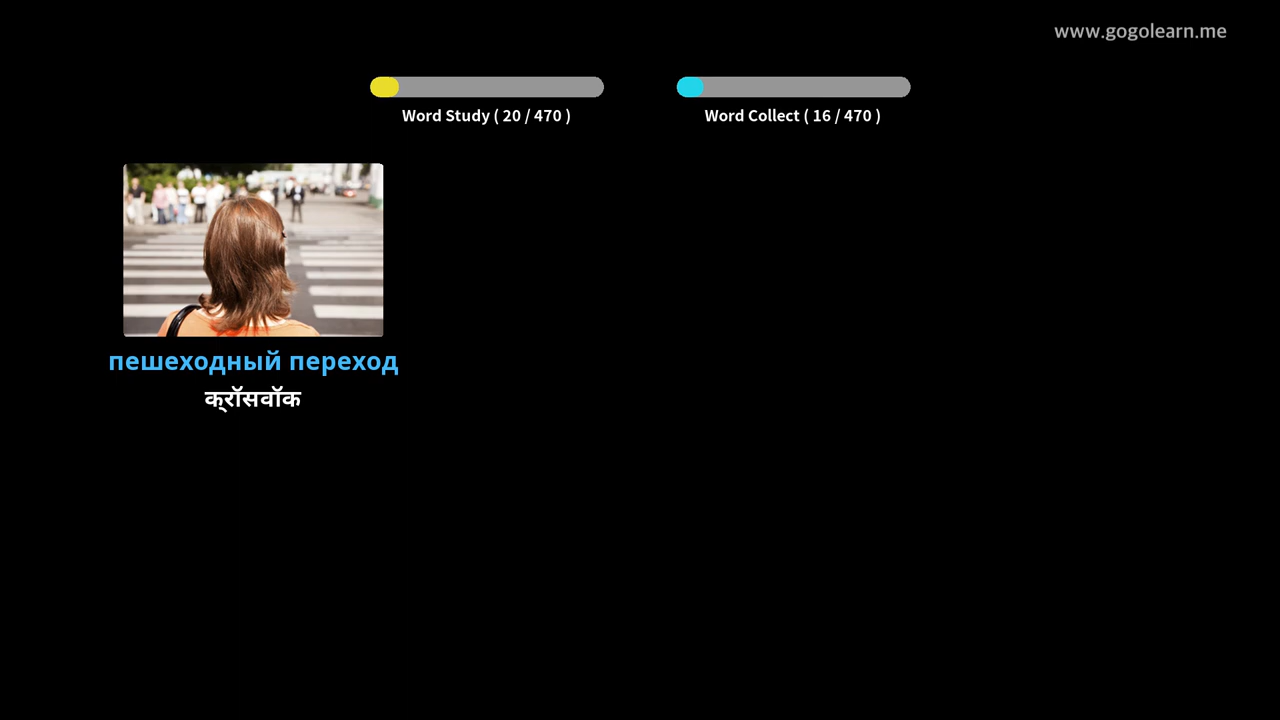 www.gogolearn.me
Word Study ( 20 / 470 )
Word Collect ( 16 / 470 )
пешеходный переход
क्रॉसवॉक